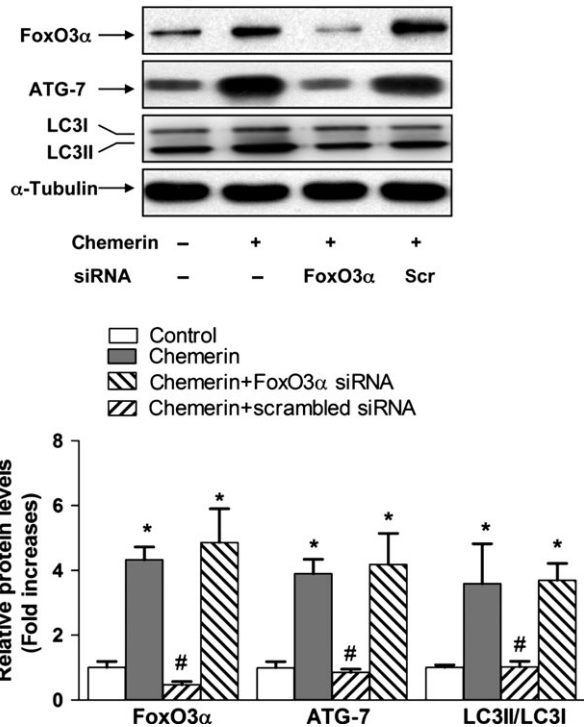 FoxO3α
ATG-7
LC3I
LC3II
α-Tubulin
Chemerin – + + +
siRNA – – FoxO3α Scr
Control
Chemerin
Chemerin+FoxO3α siRNA
Chemerin+scrambled siRNA
Relative protein levels
(Fold increases)
8
6
4
2
0
* # *
* # *
* # *
FoxO3α ATG-7 LC3II/LC3I